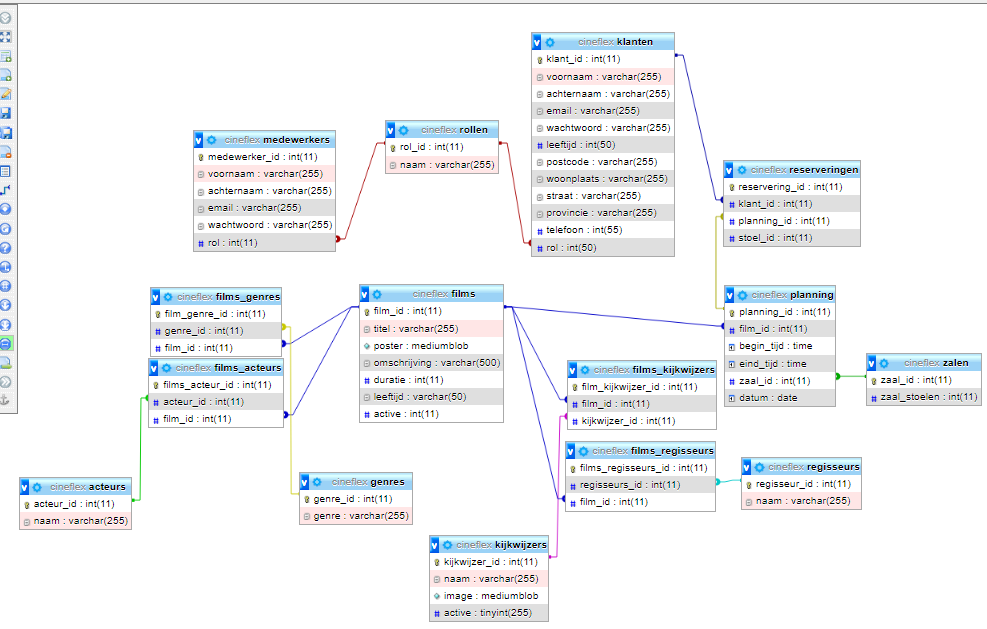 cineflex klanten
klant_id : int(11)
voornaam : varchar(255)
achternaam : varchar(255)
email : varchar(255)
wachtwoord : varchar(255)
leeftijd : int(50)
postcode : varchar(255)
woonplaats : varchar(255)
straat : varchar(255)
provincie : varchar(255)
telefoon : int(55)
rol : int(50)
cineflex rollen
rol_id : int(11)
naam : varchar(255)
cineflex medewerkers
medewerker_id : int(11)
voornaam : varchar(255)
achternaam : varchar(255)
email : varchar(255)
wachtwoord : varchar(255)
rol : int(11)
cineflex reserveringen
reservering_id : int(11)
klant_id : int(11)
planning_id : int(11)
stoel_id : int(11)
cineflex films_genres
film_genre_id : int(11)
genre_id : int(11)
film_id : int(11)
cineflex films
film_id : int(11)
titel : varchar(255)
poster : mediumblob
omschrijving : varchar(500)
duratie : int(11)
leeftijd : varchar(50)
active : int(11)
cineflex planning
planning_id : int(11)
film_id : int(11)
begin_tijd : time
eind_tijd : time
zaal_id : int(11)
datum : date
cineflex zalen
zaal_id : int(11)
zaal_stoelen : int(11)
cineflex films_acteurs
films_acteur_id : int(11)
acteur_id : int(11)
film_id : int(11)
cineflex films_kijkwijzers
film_kijkwijzer_id : int(11)
film_id : int(11)
kijkwijzer_id : int(11)
cineflex films_regisseurs
films_regisseurs_id : int(11)
regisseurs_id : int(11)
film_id : int(11)
cineflex regisseurs
regisseur_id : int(11)
naam : varchar(255)
cineflex acteurs
acteur_id : int(11)
naam : varchar(255)
cineflex genres
genre_id : int(11)
genre : varchar(255)
cineflex kijkwijzers
kijkwijzer_id : int(11)
naam : varchar(255)
image : mediumblob
active : tinyint(255)